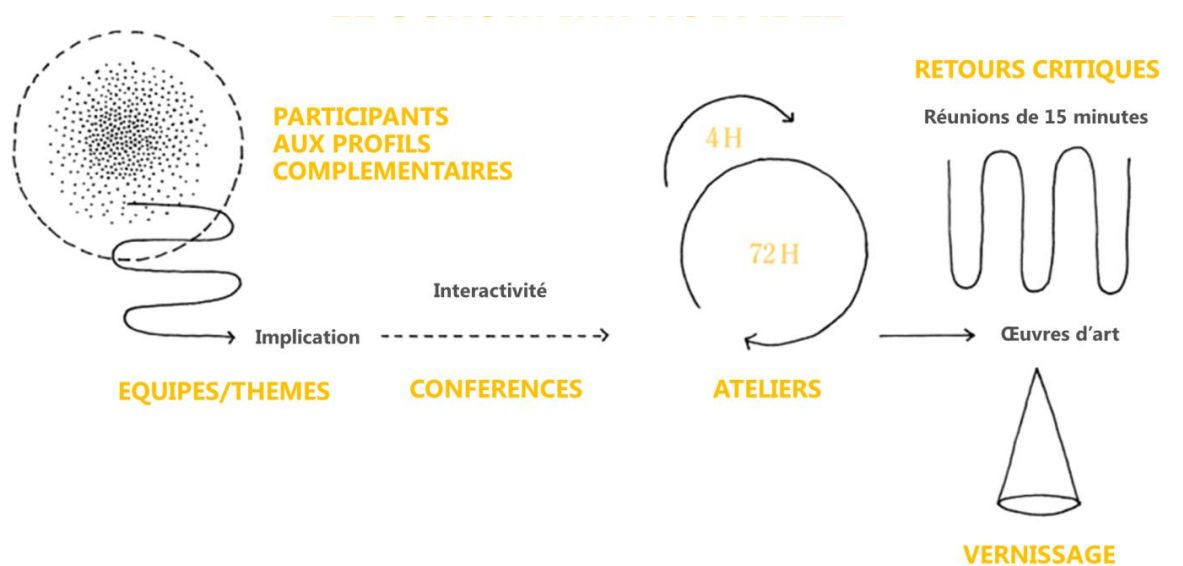 PARTICIPANTS
AUX PROFILS
COMPLEMENTAIRES
Implication
EQUIPES/THEMES
Interactivité
CONFERENCES
4 H
72 H
ATELIERS
RETOURS CRITIQUES
Réunions de 15 minutes
Œuvres d’art
VERNISSAGE